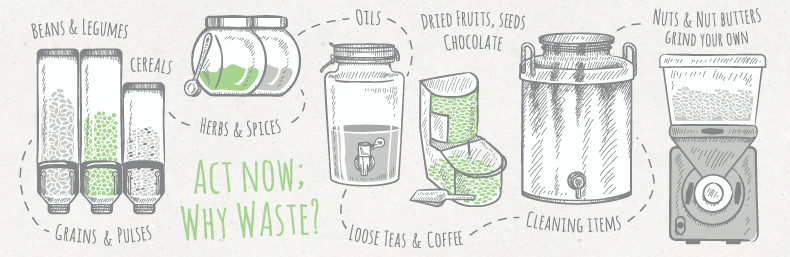 Beans & Legumes
Cereals
Grains & Pulses
Herbs & Spices
Act now;
Why Waste?
Oils
Loose Teas & Coffee
Dried Fruits, seeds
Chocolate
Cleaning items
Nuts & Nut butters
grind your own